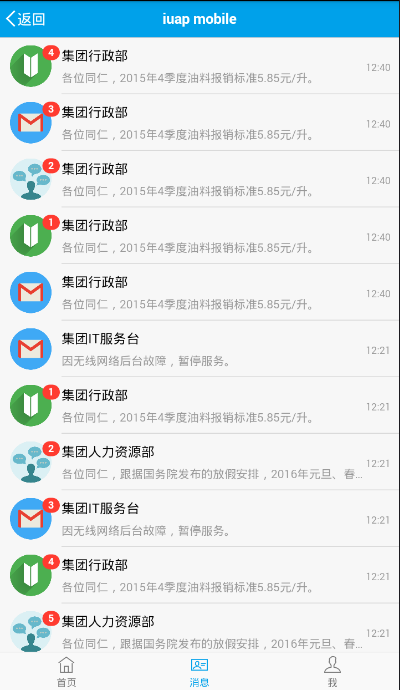 返回
iuap mobile
4
集团行政部
各位同仁，2015年4季度油料报销标准5.85元/升。
12:40
3
集团行政部
各位同仁，2015年4季度油料报销标准5.85元/升。
12:40
2
集团行政部
各位同仁，2015年4季度油料报销标准5.85元/升。
12:40
1
集团行政部
各位同仁，2015年4季度油料报销标准5.85元/升。
12:40
集团行政部
各位同仁，2015年4季度油料报销标准5.85元/升。
12:40
集团IT服务台
因无线网络后台故障，暂停服务。
12:21
1
集团行政部
各位同仁，2015年4季度油料报销标准5.85元/升。
12:21
2
集团人力资源部
各位同仁，跟据国务院发布的放假安排，2016年元旦、春...
12:21
3
集团IT服务台
因无线网络后台故障，暂停服务。
12:21
4
集团行政部
各位同仁，2015年4季度油料报销标准5.85元/升。
12:21
5
集团人力资源部
各位同仁，跟据国务院发布的放假安排，2016年元旦、春...
12:21
首页
消息
我